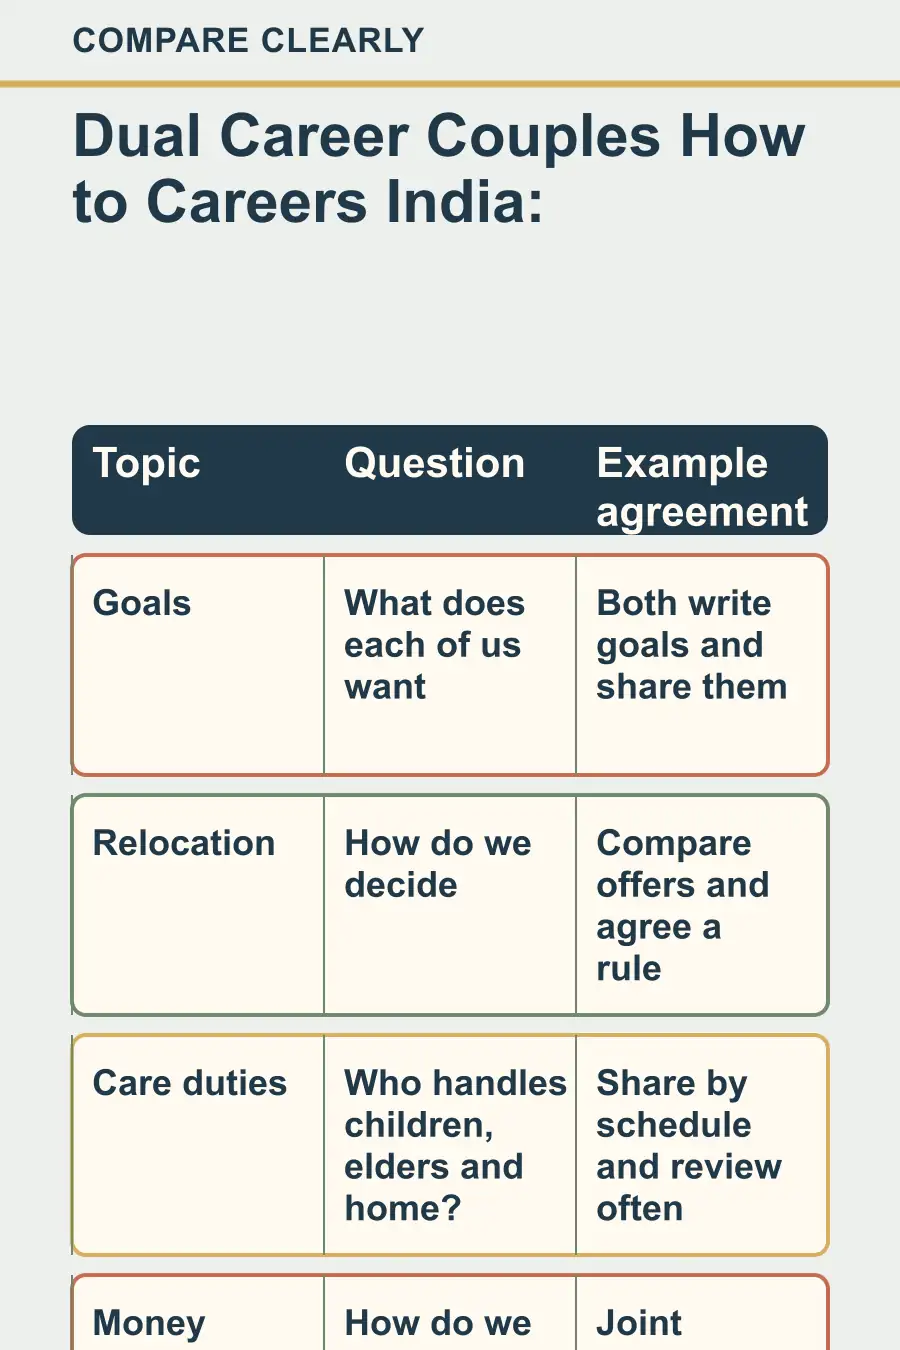 COMPARE CLEARLY
Dual Career Couples How
to Careers India:
Topic
Question
Example
agreement
Goals
What does
each of us
want
Both write
goals and
share them
Relocation
How do we
decide
Compare
offers and
agree a
rule
Care duties
Who handles
children,
elders and
home?
Share by
schedule
and review
often
Money
How do we
Joint